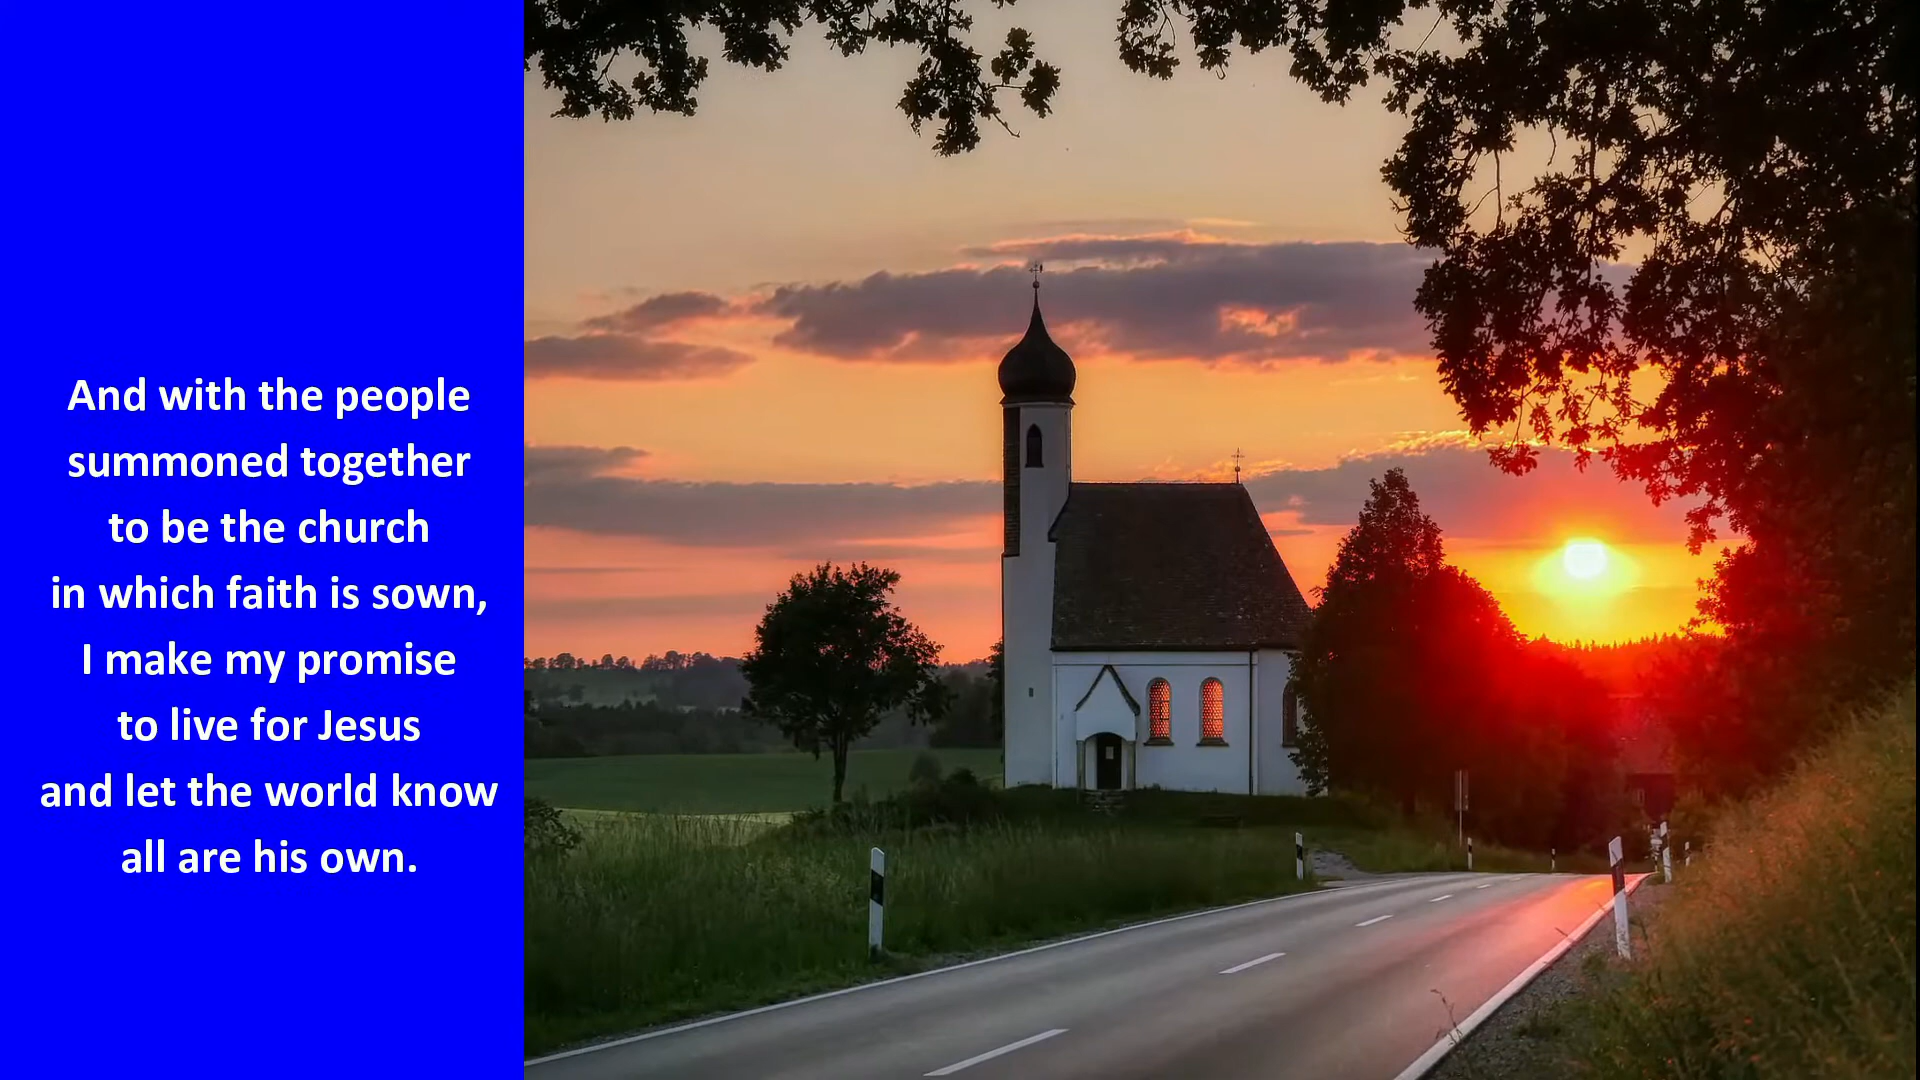 And with the people
summoned together
to be the church
in which faith is sown,
I make my promise
to live for Jesus
and let the world know
all are his own.